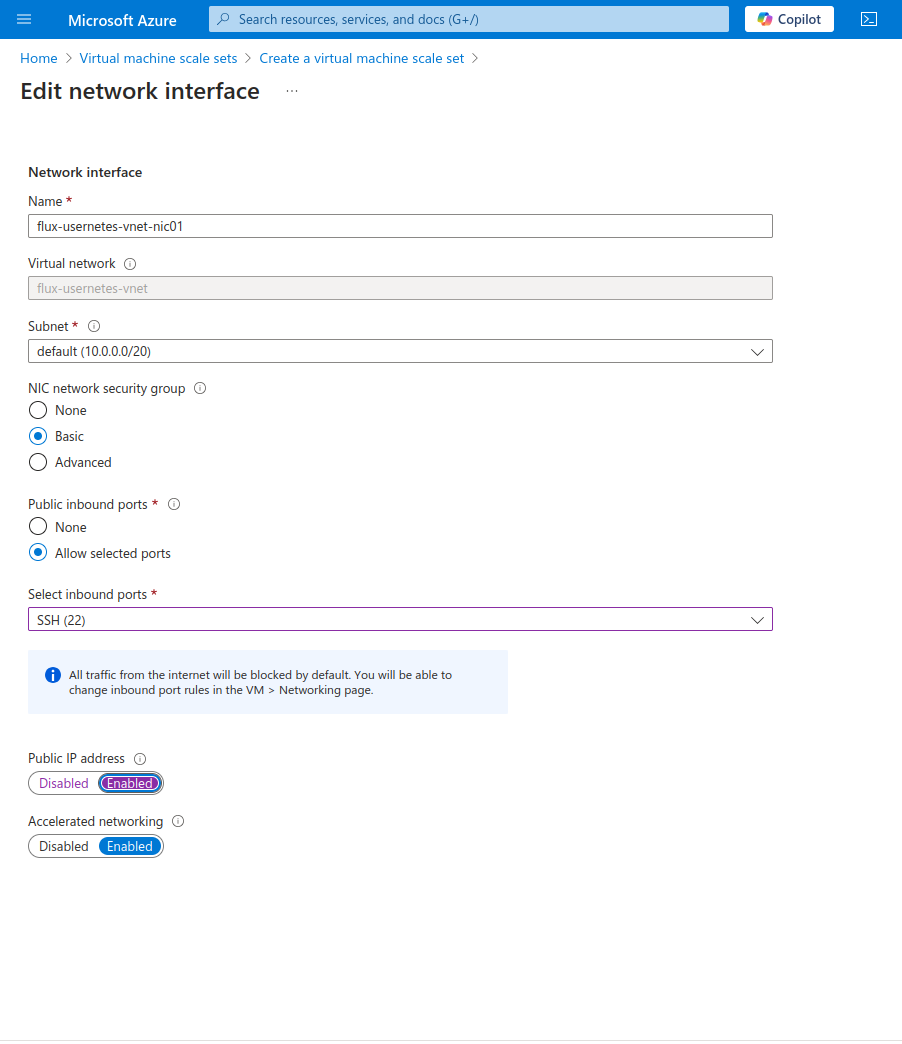 Microsoft Azure
Search resources, services, and docs (G+/)
Copilot
Home > Virtual machine scale sets > Create a virtual machine scale set >
Edit network interface ...
Network interface
Name *
flux-usernetes-vnet-nic01
Virtual network
flux-usernetes-vnet
Subnet *
default (10.0.0.0/20)
NIC network security group
None
Basic
Advanced
Public inbound ports *
None
Allow selected ports
Select inbound ports *
SSH (22)
All traffic from the internet will be blocked by default. You will be able to
change inbound port rules in the VM > Networking page.
Public IP address
Disabled Enabled
Accelerated networking
Disabled Enabled